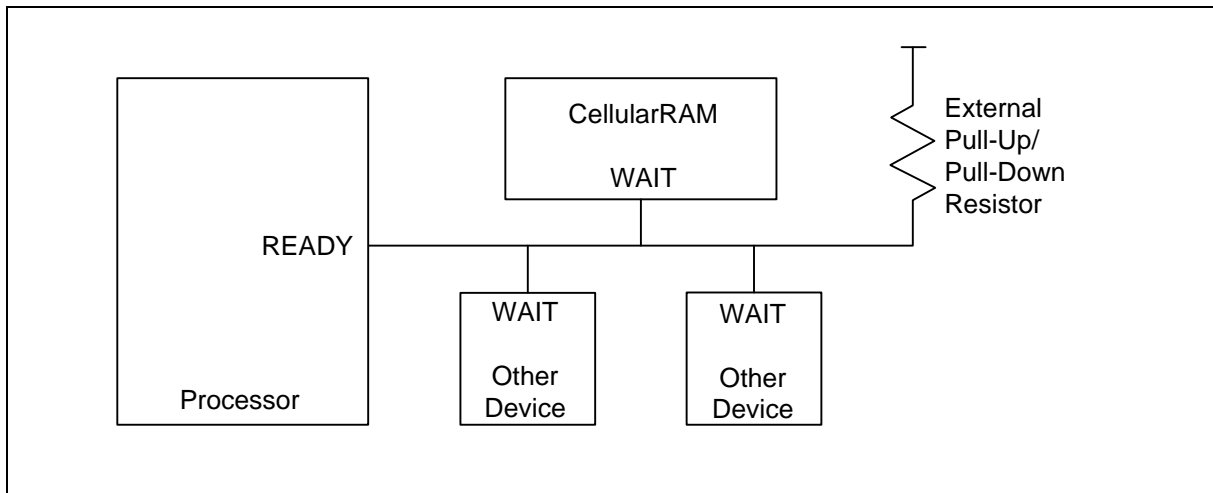 CellularRAM
WAIT
External
Pull-Up/
Pull-Down
Resistor
READY
Processor
WAIT
Other
Device
WAIT
Other
Device